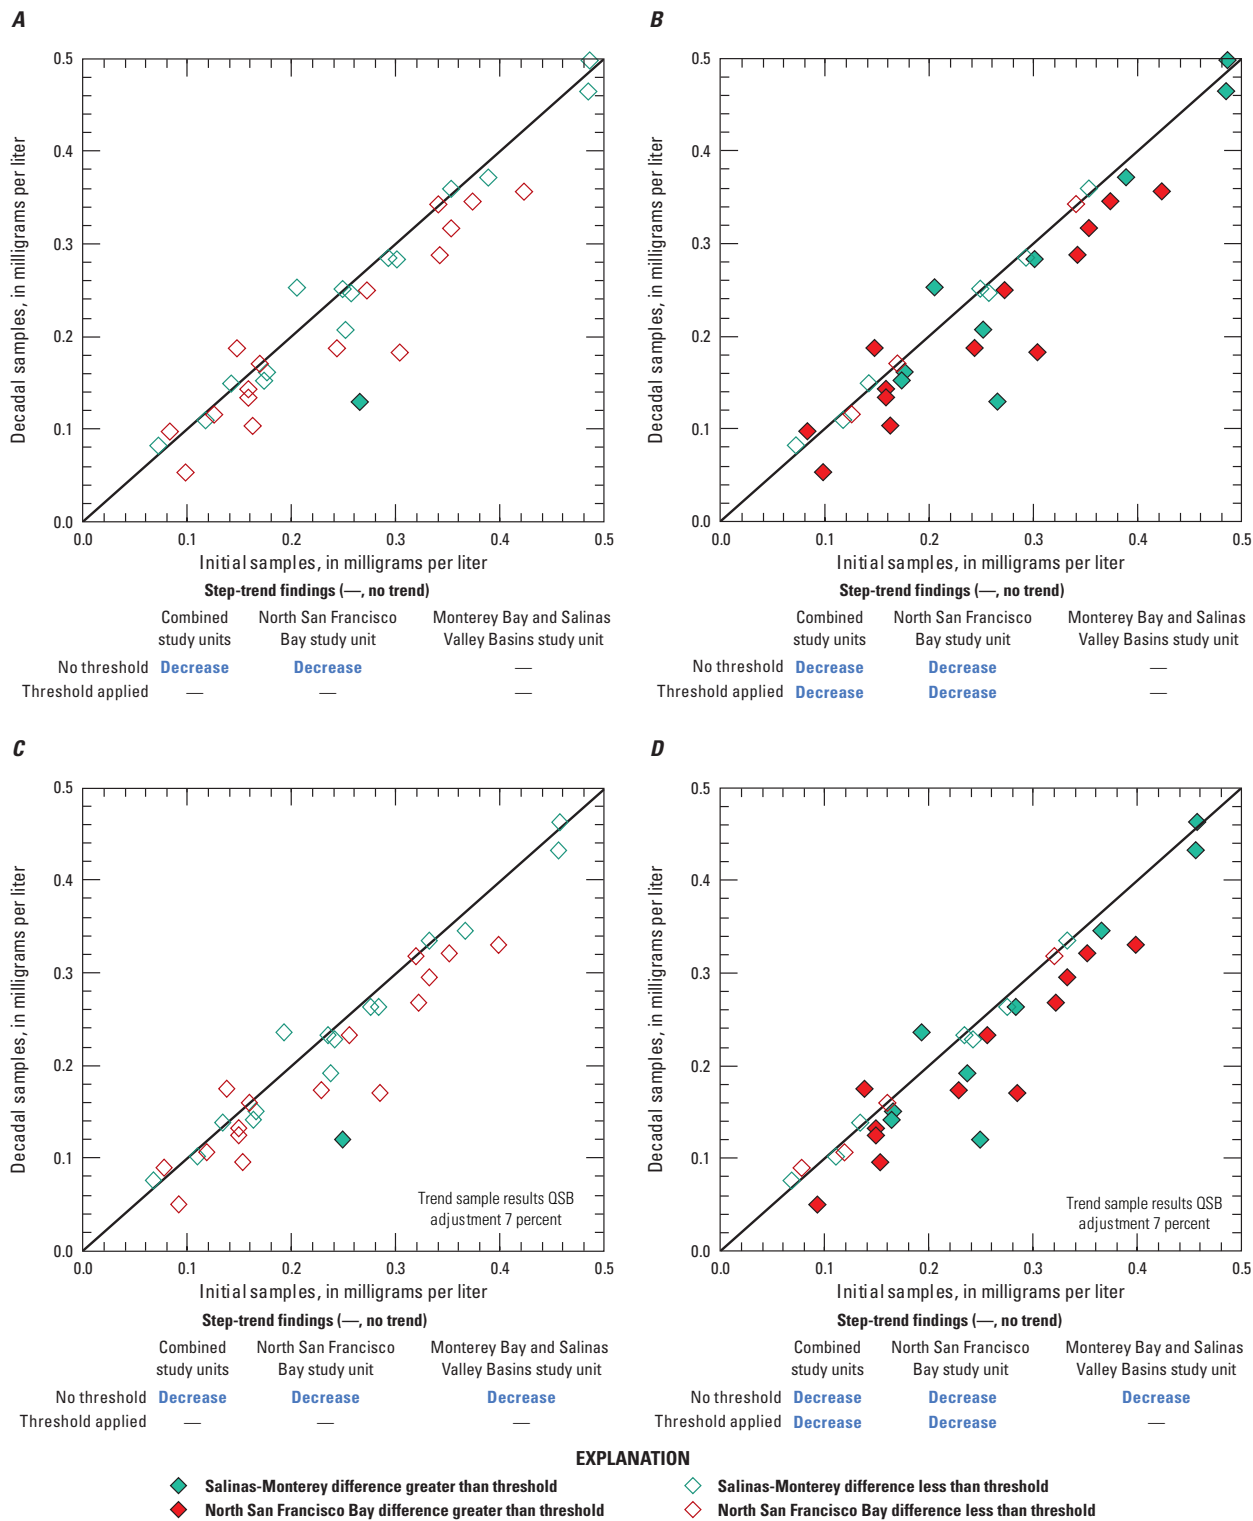 A
B
0.5
0.4
0.3
0.2
0.1
0.0
Decadal samples, in milligrams per liter
0.0 0.1 0.2 0.3 0.4 0.5
Initial samples, in milligrams per liter
Step-trend findings (—, no trend)
Combined study units
North San Francisco Bay study unit
Monterey Bay and Salinas Valley Basins study unit
No threshold Decrease Decrease —
Threshold applied — — —
0.5
0.4
0.3
0.2
0.1
0.0
Decadal samples, in milligrams per liter
0.0 0.1 0.2 0.3 0.4 0.5
Initial samples, in milligrams per liter
Step-trend findings (—, no trend)
Combined study units
North San Francisco Bay study unit
Monterey Bay and Salinas Valley Basins study unit
No threshold Decrease Decrease —
Threshold applied Decrease Decrease —
C
D
0.5
0.4
0.3
0.2
0.1
0.0
Decadal samples, in milligrams per liter
Trend sample results QSB
adjustment 7 percent
0.0 0.1 0.2 0.3 0.4 0.5
Initial samples, in milligrams per liter
Step-trend findings (—, no trend)
Combined study units
North San Francisco Bay study unit
Monterey Bay and Salinas Valley Basins study unit
No threshold Decrease Decrease Decrease
Threshold applied — — —
0.5
0.4
0.3
0.2
0.1
0.0
Decadal samples, in milligrams per liter
Trend sample results QSB
adjustment 7 percent
0.0 0.1 0.2 0.3 0.4 0.5
Initial samples, in milligrams per liter
Step-trend findings (—, no trend)
Combined study units
North San Francisco Bay study unit
Monterey Bay and Salinas Valley Basins study unit
No threshold Decrease Decrease Decrease
Threshold applied Decrease Decrease —
EXPLANATION
Salinas-Monterey difference greater than threshold
North San Francisco Bay difference greater than threshold
Salinas-Monterey difference less than threshold
North San Francisco Bay difference less than threshold